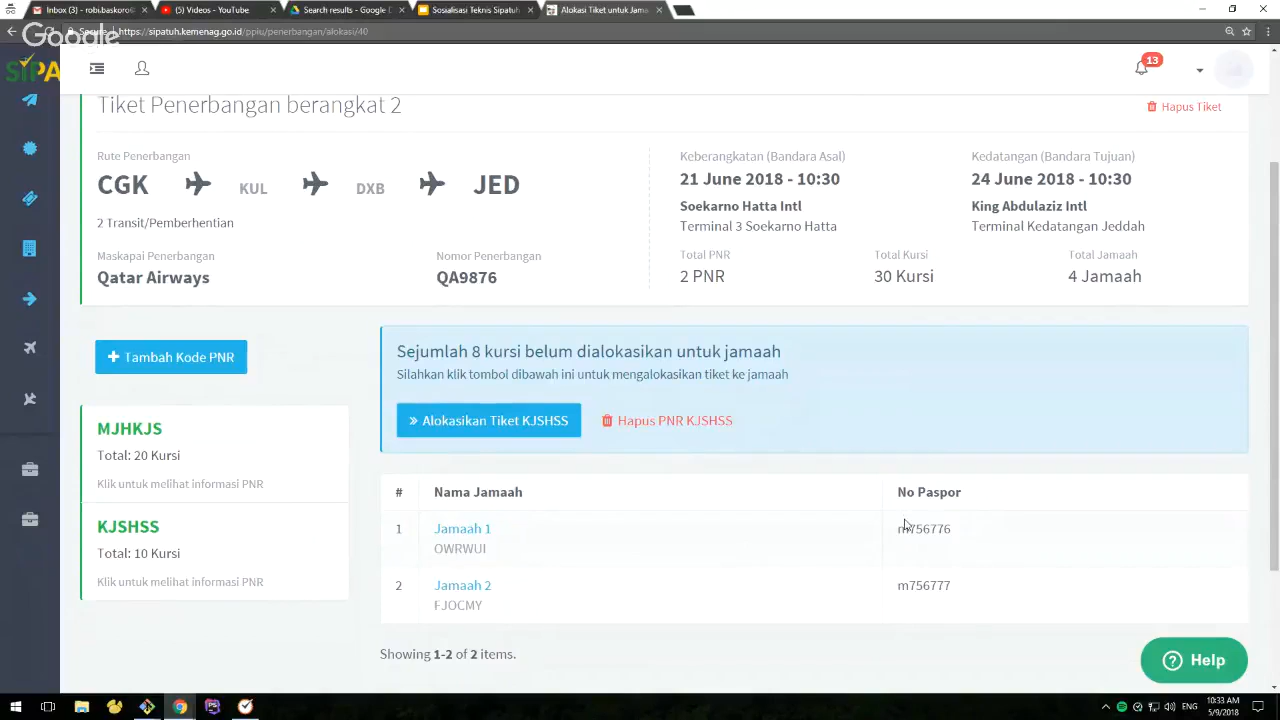 Inbox (13) - robi.baskoro@
(5) Videos - YouTube
Search results - Google D
Sosialisasi Teknis Sipatuh
Alokasi Tiket untuk Jama
Google
Secure
https://sipatuh.kemenag.go.id/ppiu/penerbangan/alokasi/40
SIPA
13
Tiket Penerbangan berangkat 2
Hapus Tiket
Rute Penerbangan
CGK KUL DXB JED
2 Transit/Pemberhentian
Maskapai Penerbangan
Qatar Airways
Nomor Penerbangan
QA9876
Keberangkatan (Bandara Asal)
21 June 2018 - 10:30
Soekarno Hatta Intl
Terminal 3 Soekarno Hatta
Kedatangan (Bandara Tujuan)
24 June 2018 - 10:30
King Abdulaziz Intl
Terminal Kedatangan Jeddah
Total PNR
2 PNR
Total Kursi
30 Kursi
Total Jamaah
4 Jamaah
Tambah Kode PNR
MJHKJS
Total: 20 Kursi
Klik untuk melihat informasi PNR
KJSHSS
Total: 10 Kursi
Klik untuk melihat informasi PNR
Sejumlah 8 kursi belum dialokasikan untuk jamaah
Silahkan klik tombol dibawah ini untuk mengalokasikan tiket ke jamaah
» Alokasikan Tiket KJSHSS
Hapus PNR KJSHSS
# Nama Jamaah No Paspor
1 Jamaah 1 m756776
OWRWUI
2 Jamaah 2 m756777
FJOCMY
Showing 1-2 of 2 items.
Help
ENG
10:33 AM
5/9/2018